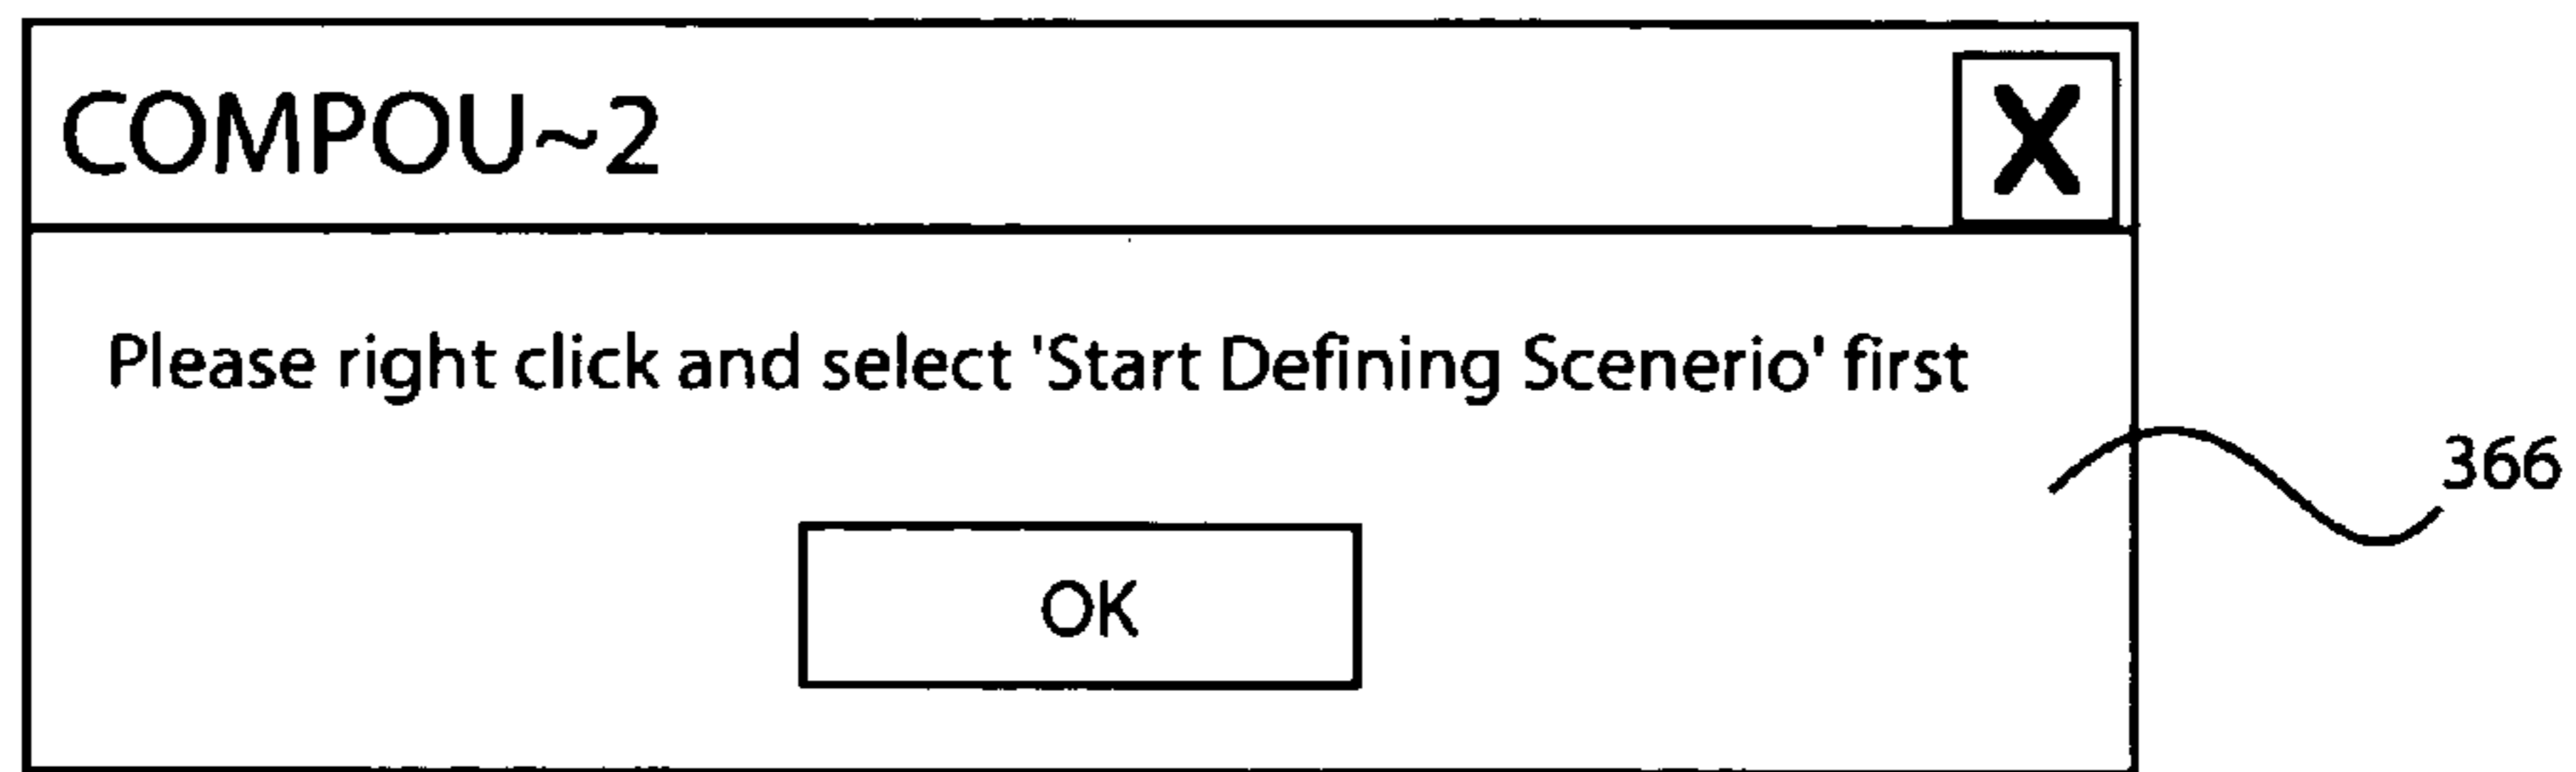 COMPOU~2 X
Please right click and select 'Start Defining Scenerio' first
366
OK